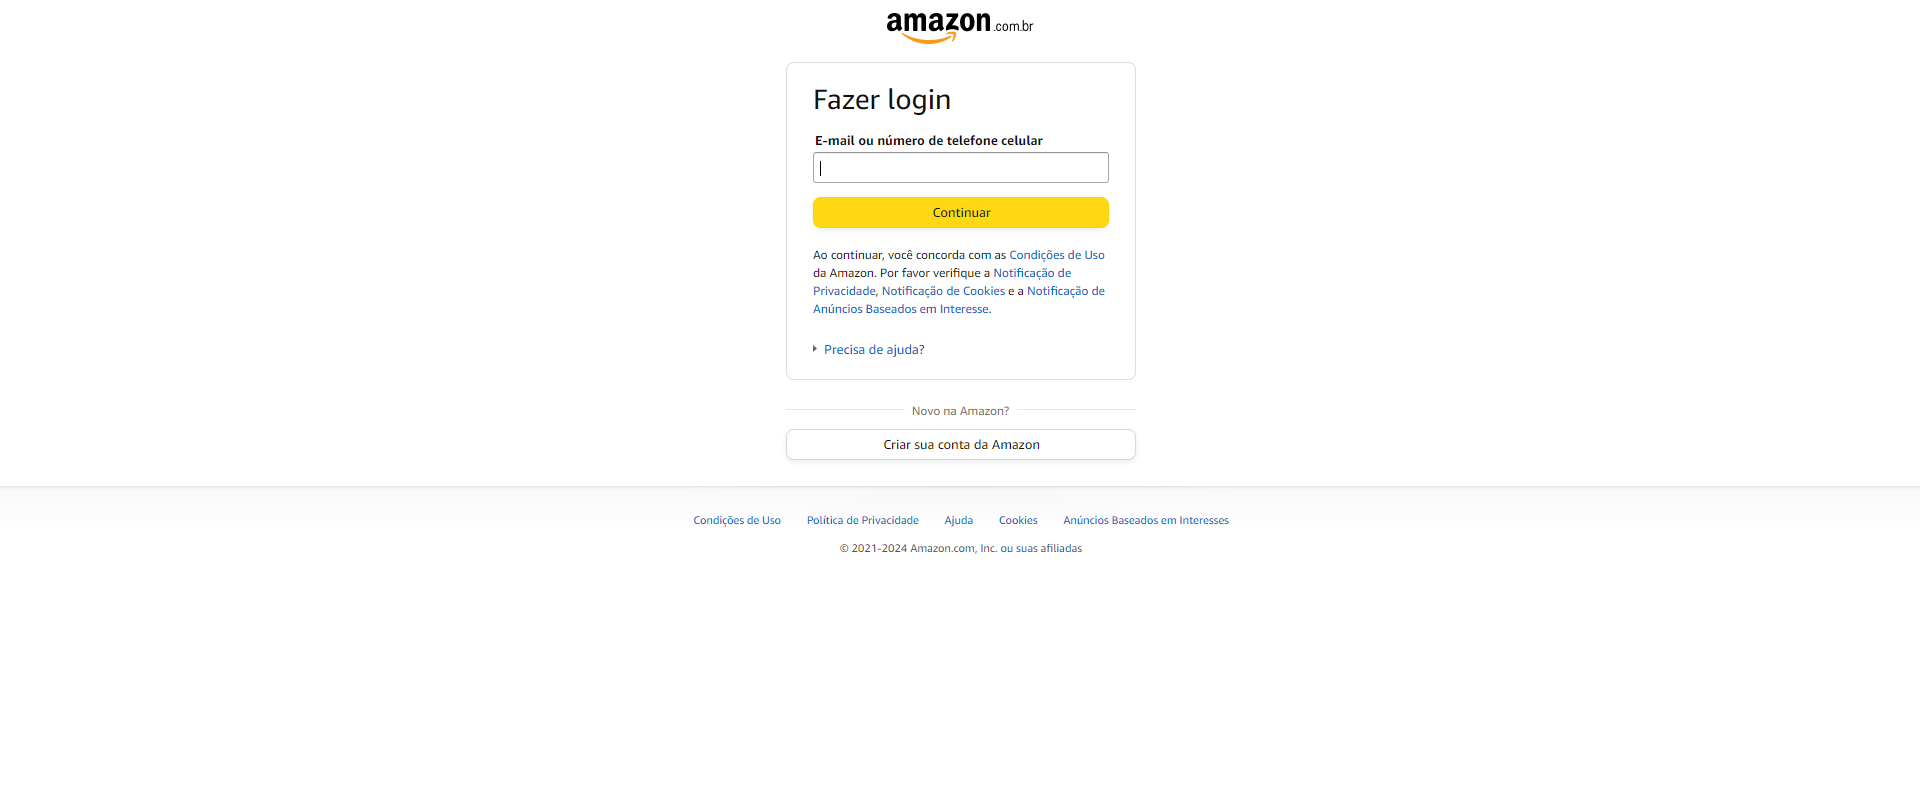 amazon.com.br
Fazer login
E-mail ou número de telefone celular
Continuar
Ao continuar, você concorda com as Condições de Uso
da Amazon. Por favor verifique a Notificação de
Privacidade, Notificação de Cookies e a Notificação de
Anúncios Baseados em Interesse.
Precisa de ajuda?
Novo na Amazon?
Criar sua conta da Amazon
Condições de Uso Política de Privacidade Ajuda Cookies Anúncios Baseados em Interesses
© 2021-2024 Amazon.com, Inc. ou suas afiliadas